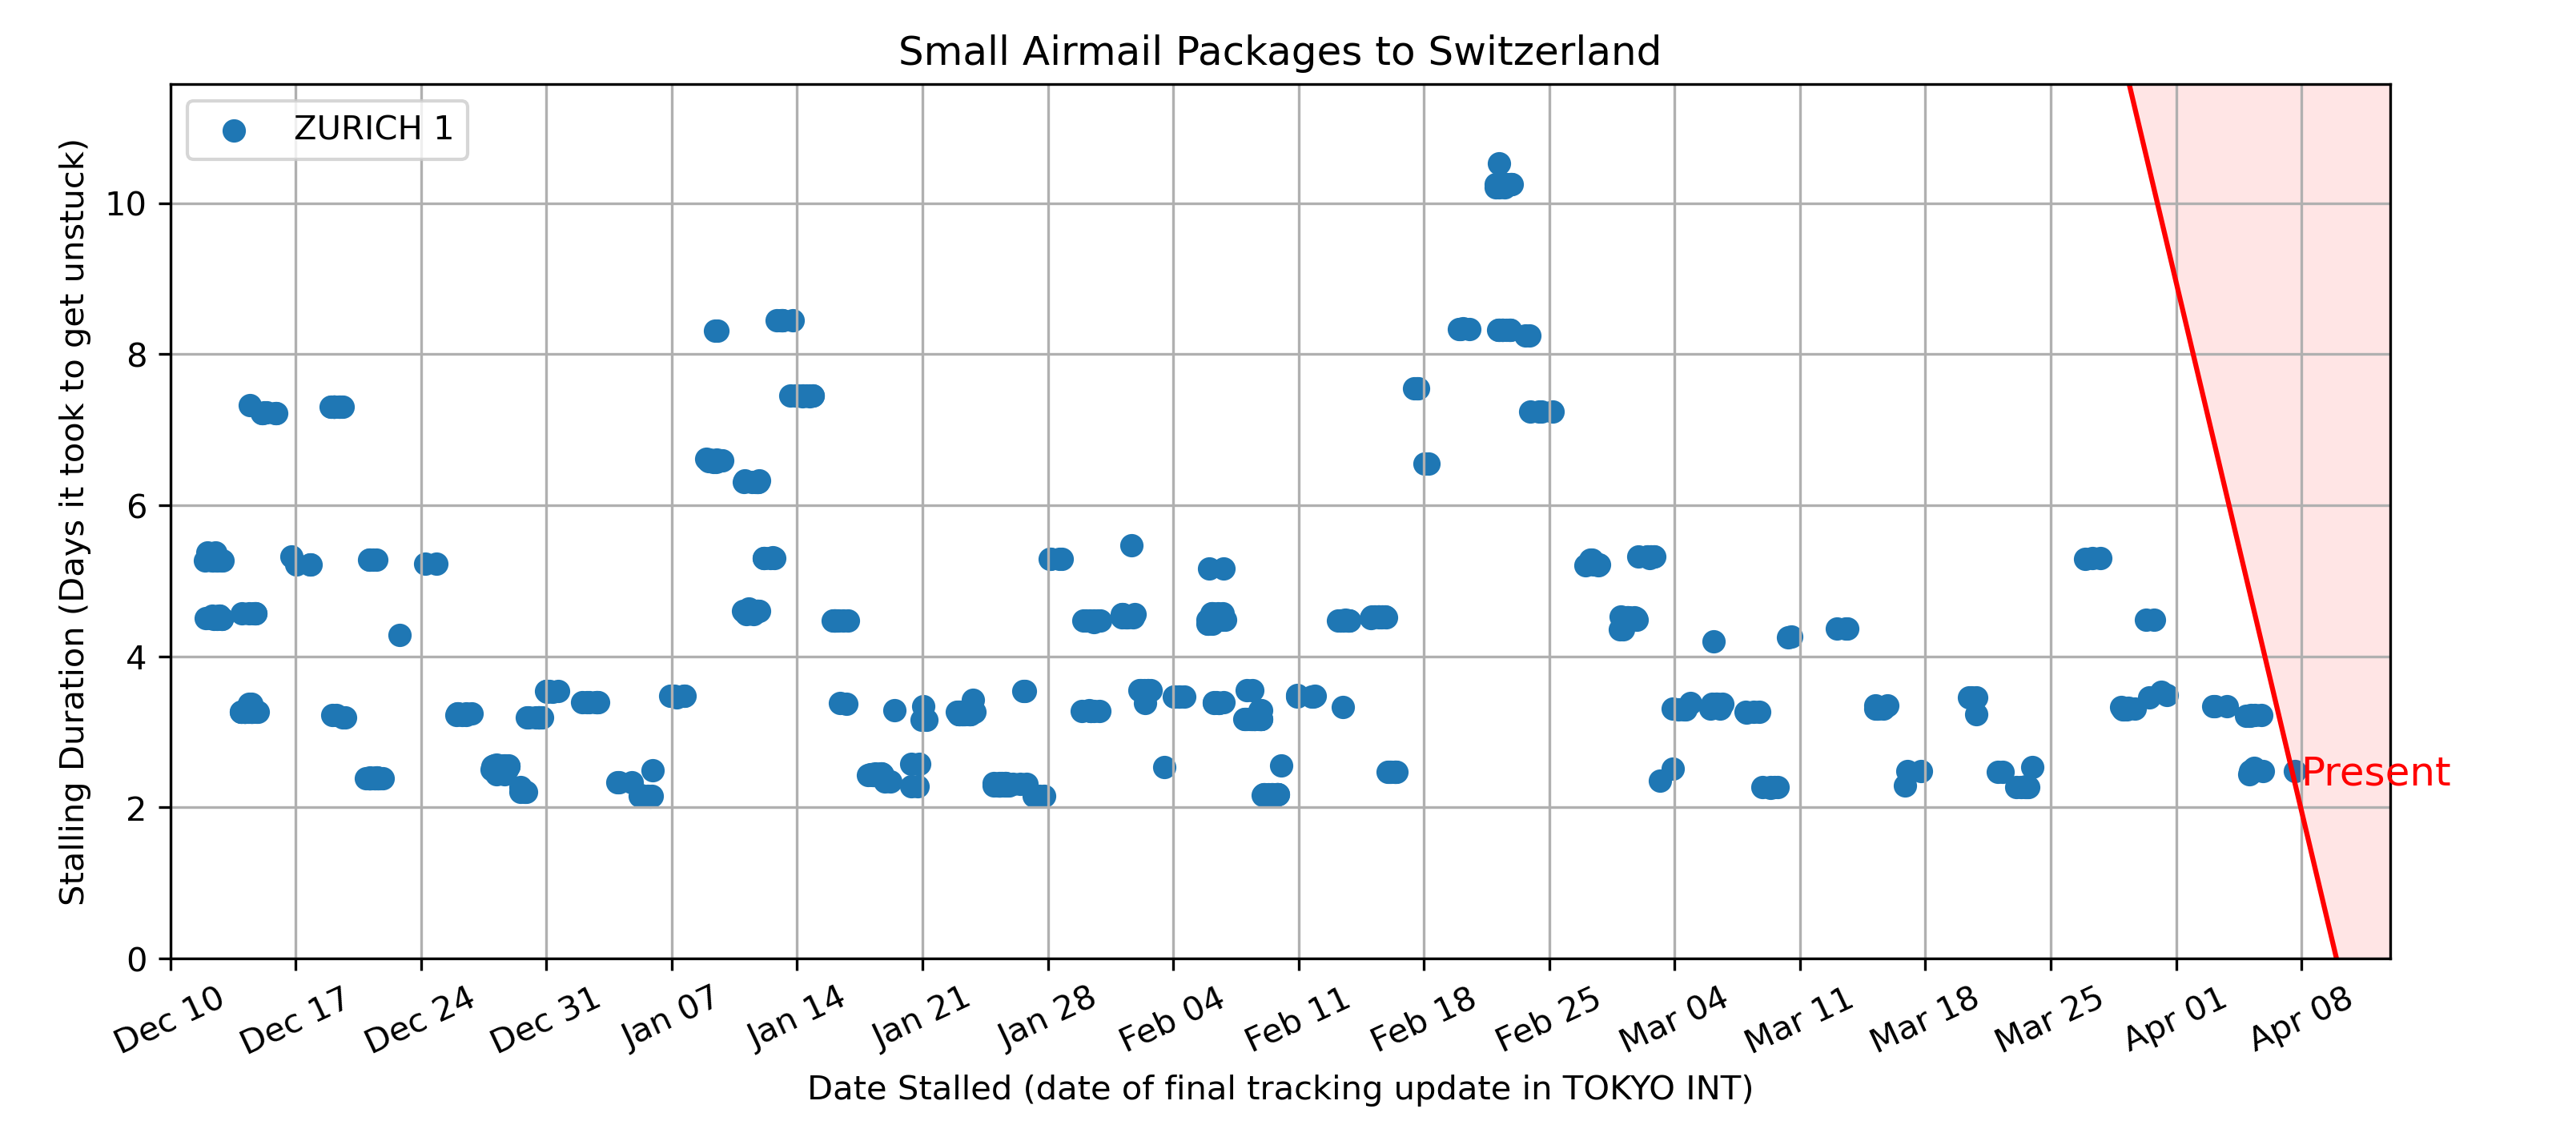 Small Airmail Packages to Switzerland
ZURICH 1
Stalling Duration (Days it took to get unstuck)
10
8
6
4
2
0
Present
Dec 10
Dec 17
Dec 24
Dec 31
Jan 07
Jan 14
Jan 21
Jan 28
Feb 04
Feb 11
Feb 18
Feb 25
Mar 04
Mar 11
Mar 18
Mar 25
Apr 01
Apr 08
Date Stalled (date of final tracking update in TOKYO INT)